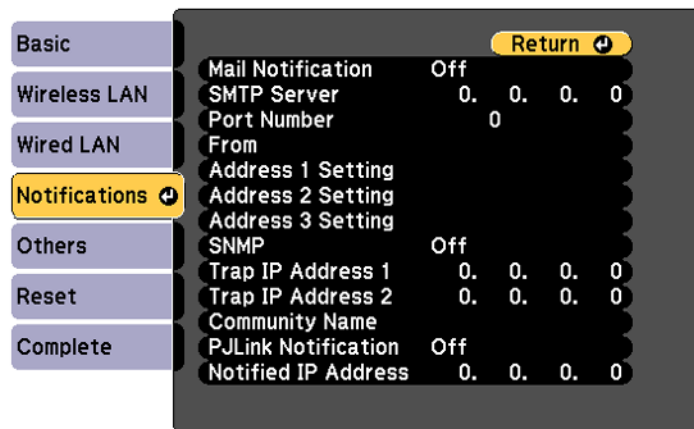 Basic
Wireless LAN
Wired LAN
Notifications
Others
Reset
Complete
Return
Mail Notification Off
SMTP Server 0. 0. 0. 0
Port Number 0
From
Address 1 Setting
Address 2 Setting
Address 3 Setting
SNMP Off
Trap IP Address 1 0. 0. 0. 0
Trap IP Address 2 0. 0. 0. 0
Community Name
PJLink Notification Off
Notified IP Address 0. 0. 0. 0